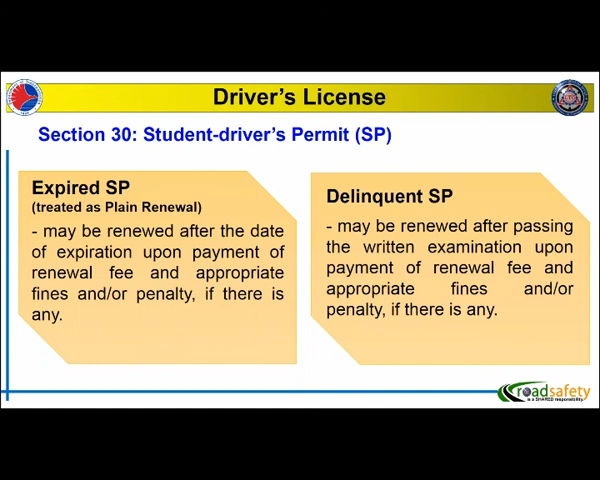 Driver's License
Section 30: Student-driver's Permit (SP)
Expired SP
(treated as Plain Renewal)
- may be renewed after the date
of expiration upon payment of
renewal fee and appropriate
fines and/or penalty, if there is
any.
Delinquent SP
- may be renewed after passing
the written examination upon
payment of renewal fee and
appropriate fines and/or
penalty, if there is any.
roadsafety
is a SHARED responsibility.